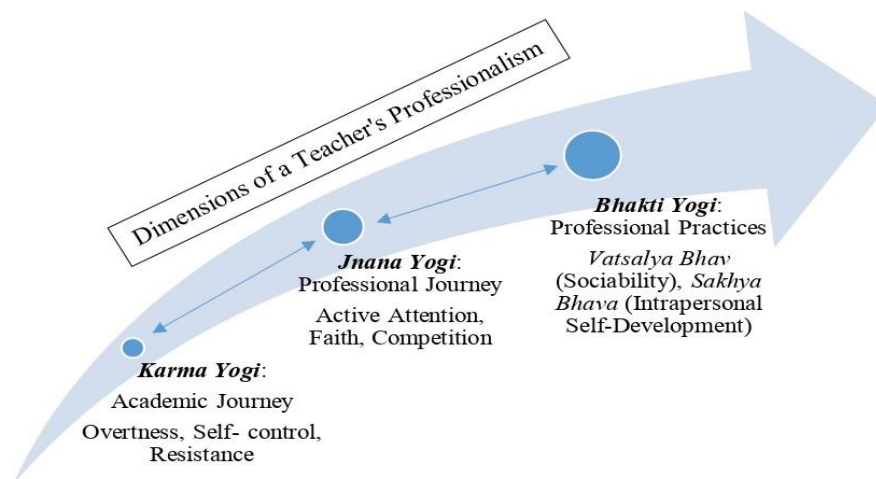 Dimensions of a Teacher's Professionalism
Karma Yogi:
Academic Journey
Overtness, Self- control,
Resistance
Jnana Yogi:
Professional Journey
Active Attention,
Faith, Competition
Bhakti Yogi:
Professional Practices
Vatsalya Bhav
(Sociability), Sakhya
Bhava (Intrapersonal
Self-Development)